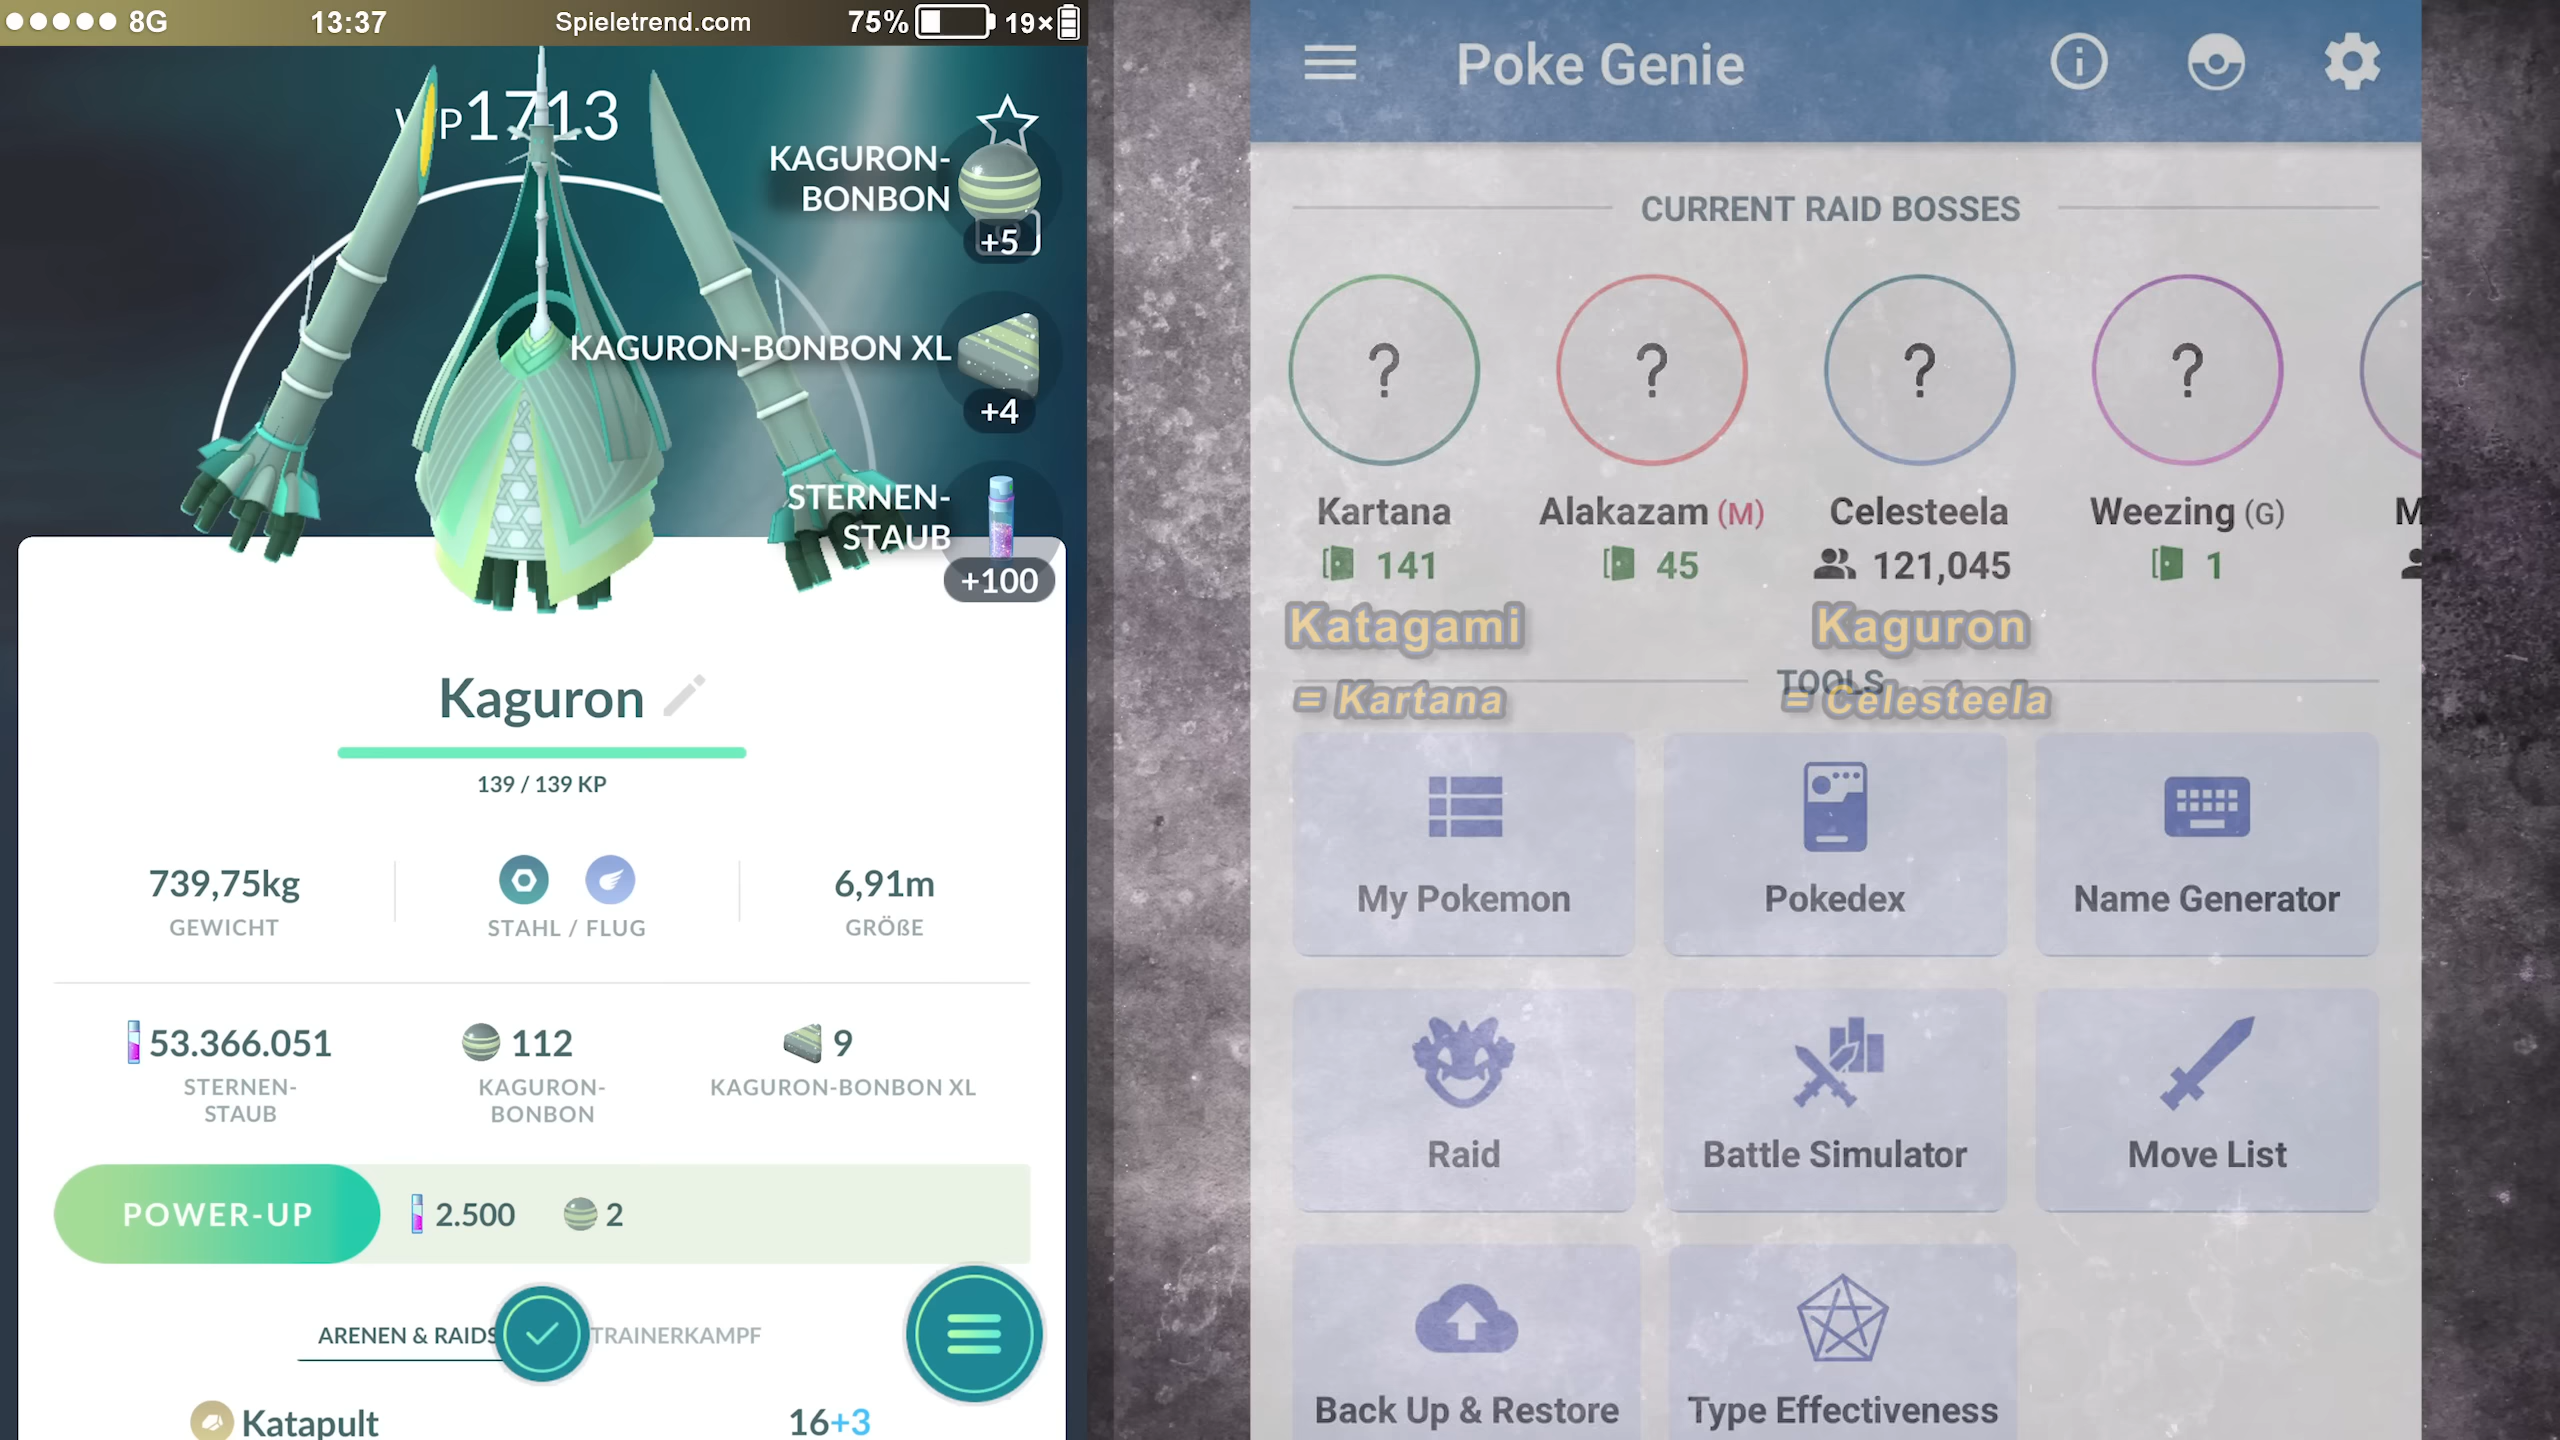 8G 13:37 Spieletrend.com 75% 19×
WP1713
KAGURON-
BONBON
+5
KAGURON-BONBON XL
+4
STERNEN-
STAUB
+100
Kaguron
139 / 139 KP
739,75kg
GEWICHT
STAHL / FLUG
6,91m
GRÖßE
53.366.051
STERNEN-
STAUB
112
KAGURON-
BONBON
9
KAGURON-BONBON XL
POWER-UP 2.500 2
ARENEN & RAIDS TRAINERKAMPF
Katapult 16+3
Poke Genie
CURRENT RAID BOSSES
? ? ? ?
Kartana Alakazam (M) Celesteela Weezing (G) M
141 45 121,045 1
Katagami Kaguron
TOOLS
= Kartana = Celesteela
My Pokemon Pokedex Name Generator
Raid Battle Simulator Move List
Back Up & Restore Type Effectiveness